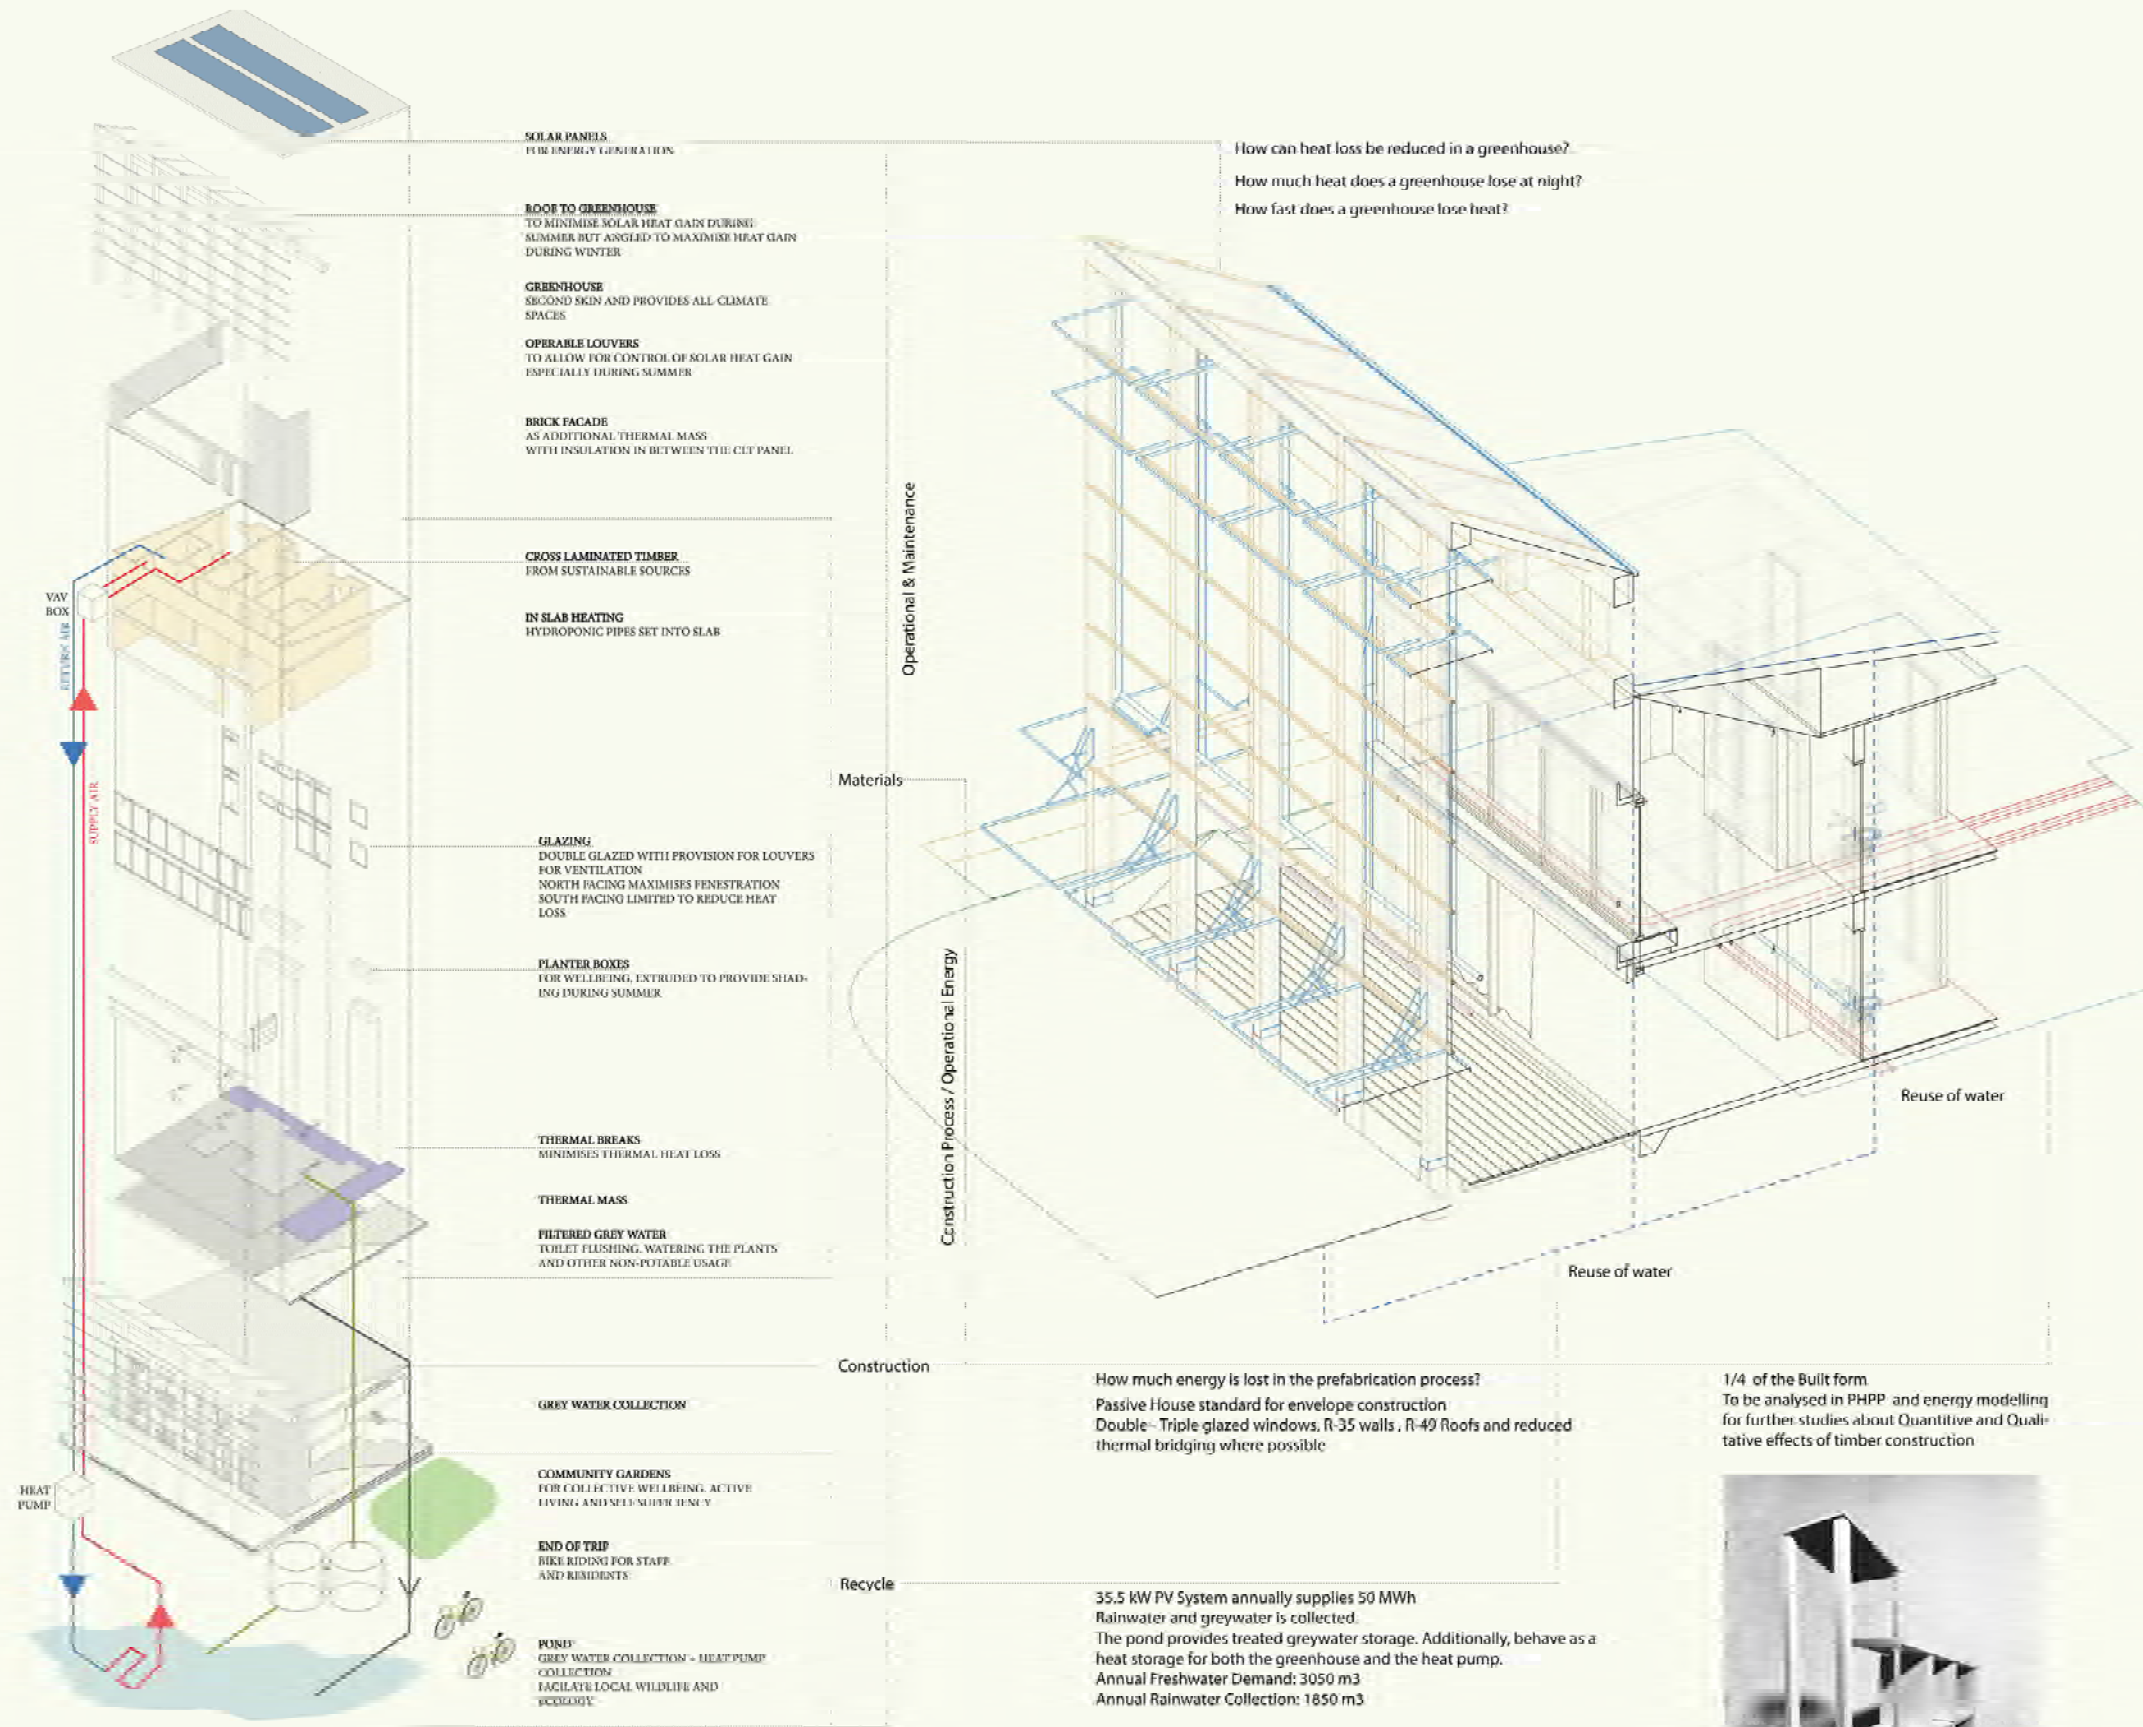 SOLAR PANELS
FOR ENERGY GENERATION
ROOF TO GREENHOUSE
TO MINIMISE SOLAR HEAT GAIN DURING
SUMMER BUT ANGLED TO MAXIMISE HEAT GAIN
DURING WINTER
GREENHOUSE
SECOND SKIN AND PROVIDES ALL CLIMATE
SPACES
OPERABLE LOUVERS
TO ALLOW FOR CONTROL OF SOLAR HEAT GAIN
ESPECIALLY DURING SUMMER
BRICK FACADE
AS ADDITIONAL THERMAL MASS
WITH INSULATION IN BETWEEN THE CLT PANEL
CROSS LAMINATED TIMBER
FROM SUSTAINABLE SOURCES
IN SLAB HEATING
HYDROPONIC PIPES SET INTO SLAB
VAV
BOX
RETURN AIR
SUPPLY AIR
GLAZING
DOUBLE GLAZED WITH PROVISION FOR LOUVERS
FOR VENTILATION
NORTH FACING MAXIMISES FENESTRATION
SOUTH FACING LIMITED TO REDUCE HEAT
LOSS
PLANTER BOXES
FOR WELLBEING, EXTRUDED TO PROVIDE SHAD-
ING DURING SUMMER
THERMAL BREAKS
MINIMISES THERMAL HEAT LOSS
THERMAL MASS
FILTERED GREY WATER
TOILET FLUSHING, WATERING THE PLANTS
AND OTHER NON-POTABLE USAGE
GREY WATER COLLECTION
COMMUNITY GARDENS
FOR COLLECTIVE WELLBEING, ACTIVE
LIVING AND SELF SUFFICIENCY
HEAT
PUMP
END OF TRIP
BIKE RIDING FOR STAFF
AND RESIDENTS
POND
GREY WATER COLLECTION + HEAT PUMP
COLLECTION
FACILATE LOCAL WILDLIFE AND
ECOLOGY
Operational & Maintenance
Materials
Construction Process / Operational Energy
Construction
Recycle
How can heat loss be reduced in a greenhouse?
How much heat does a greenhouse lose at night?
How fast does a greenhouse lose heat?
Reuse of water
Reuse of water
How much energy is lost in the prefabrication process?
Passive House standard for envelope construction
Double - Triple glazed windows, R-35 walls , R-49 Roofs and reduced
thermal bridging where possible
1/4 of the Built form
To be analysed in PHPP and energy modelling
for further studies about Quantitive and Quali-
tative effects of timber construction
35.5 kW PV System annually supplies 50 MWh
Rainwater and greywater is collected.
The pond provides treated greywater storage. Additionally, behave as a
heat storage for both the greenhouse and the heat pump.
Annual Freshwater Demand: 3050 m3
Annual Rainwater Collection: 1850 m3